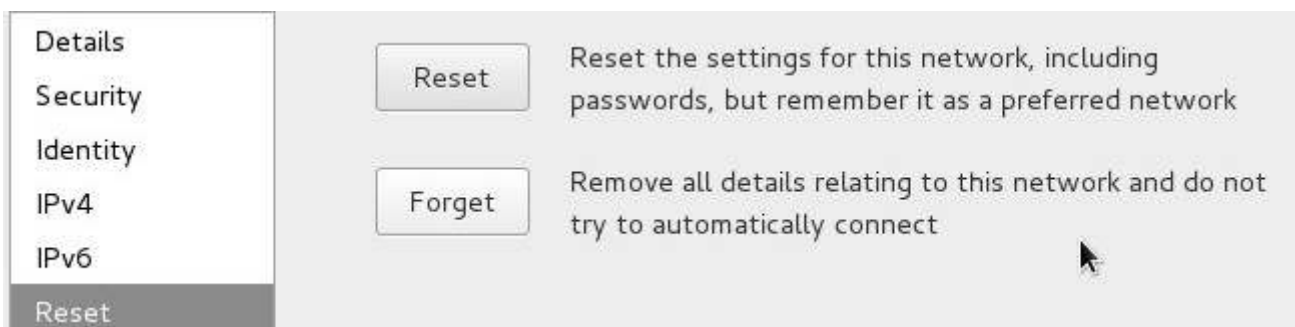 Details
Security
Identity
IPv4
IPv6
Reset
Reset
Reset the settings for this network, including
passwords, but remember it as a preferred network
Forget
Remove all details relating to this network and do not
try to automatically connect